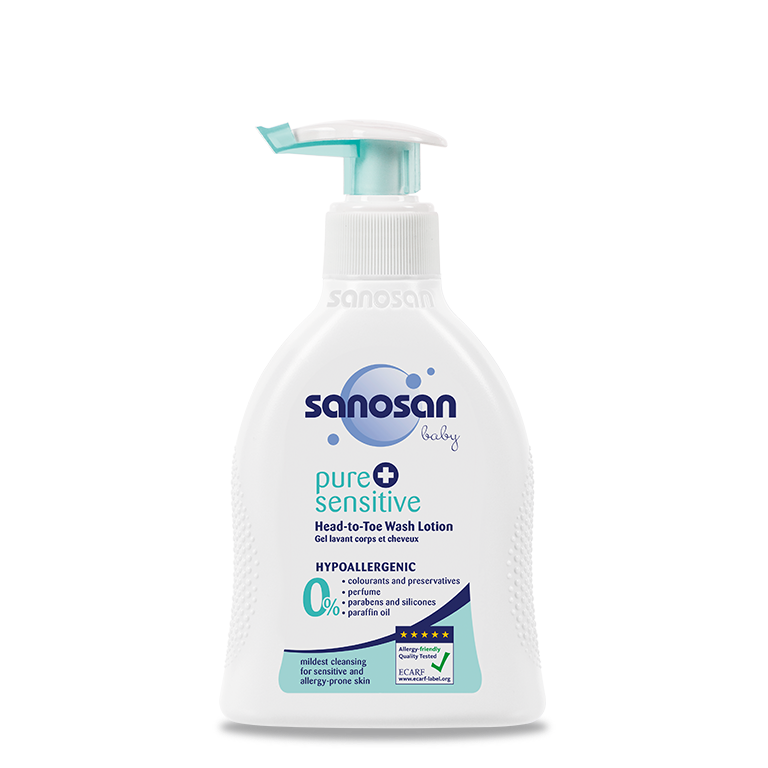 sanosan
sanosan
baby
pure+
sensitive
Head-to-Toe Wash Lotion
Gel lavant corps et cheveux
HYPOALLERGENIC
0%
• colourants and preservatives
• perfume
• parabens and silicones
• paraffin oil
mildest cleansing
for sensitive and
allergy-prone skin
★★★★★
Allergy-friendly
Quality Tested
ECARF
www.ecarf-label.org